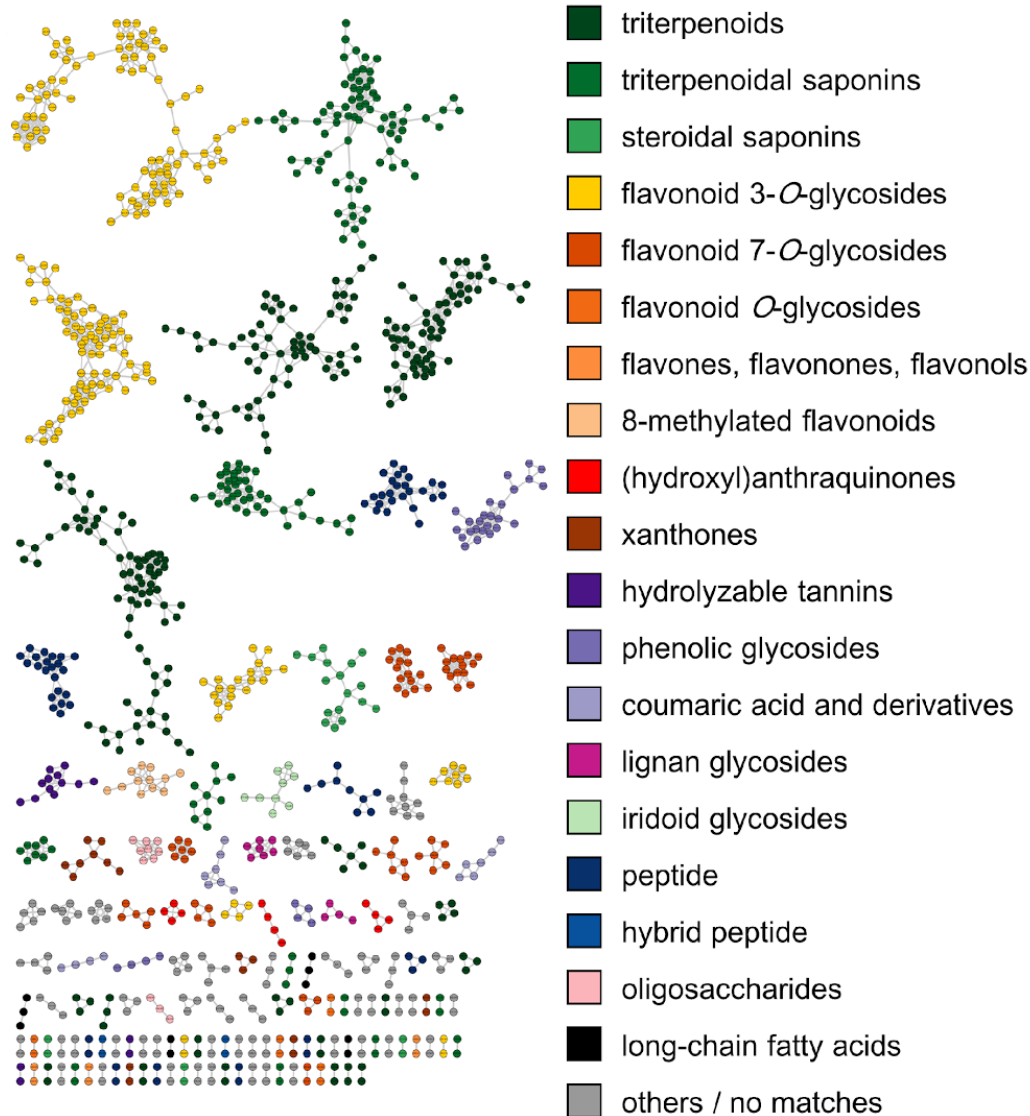 triterpenoids
triterpenoidal saponins
steroidal saponins
flavonoid 3-O-glycosides
flavonoid 7-O-glycosides
flavonoid O-glycosides
flavones, flavonones, flavonols
8-methylated flavonoids
(hydroxyl)anthraquinones
xanthones
hydrolyzable tannins
phenolic glycosides
coumaric acid and derivatives
lignan glycosides
iridoid glycosides
peptide
hybrid peptide
oligosaccharides
long-chain fatty acids
others / no matches